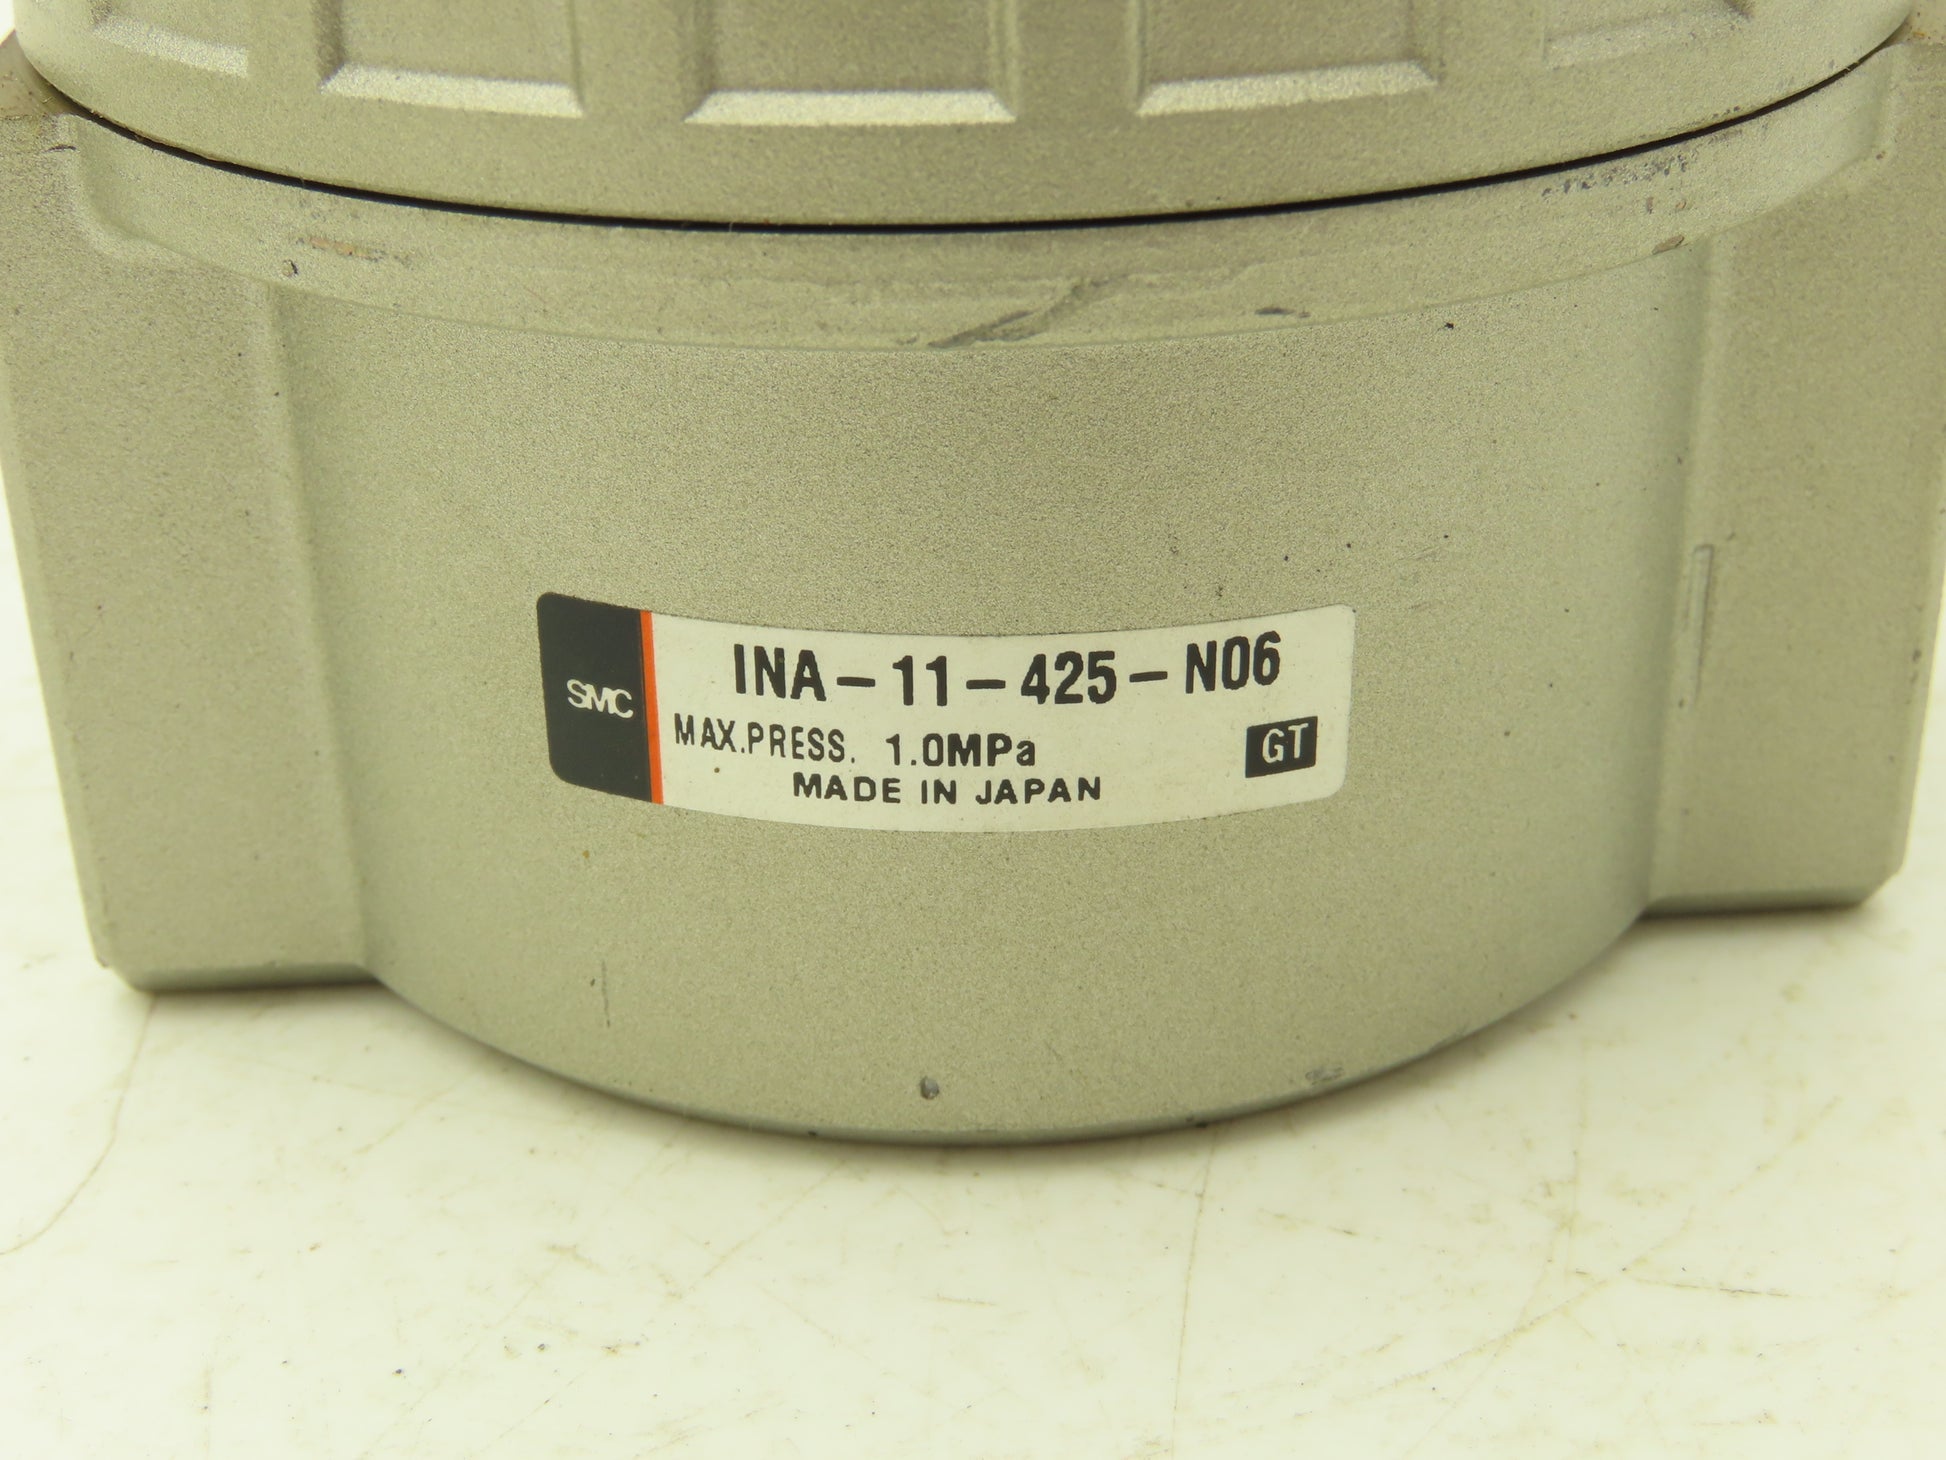 SMC
INA-11-425-N06
MAX.PRESS. 1.0MPa
GT
MADE IN JAPAN